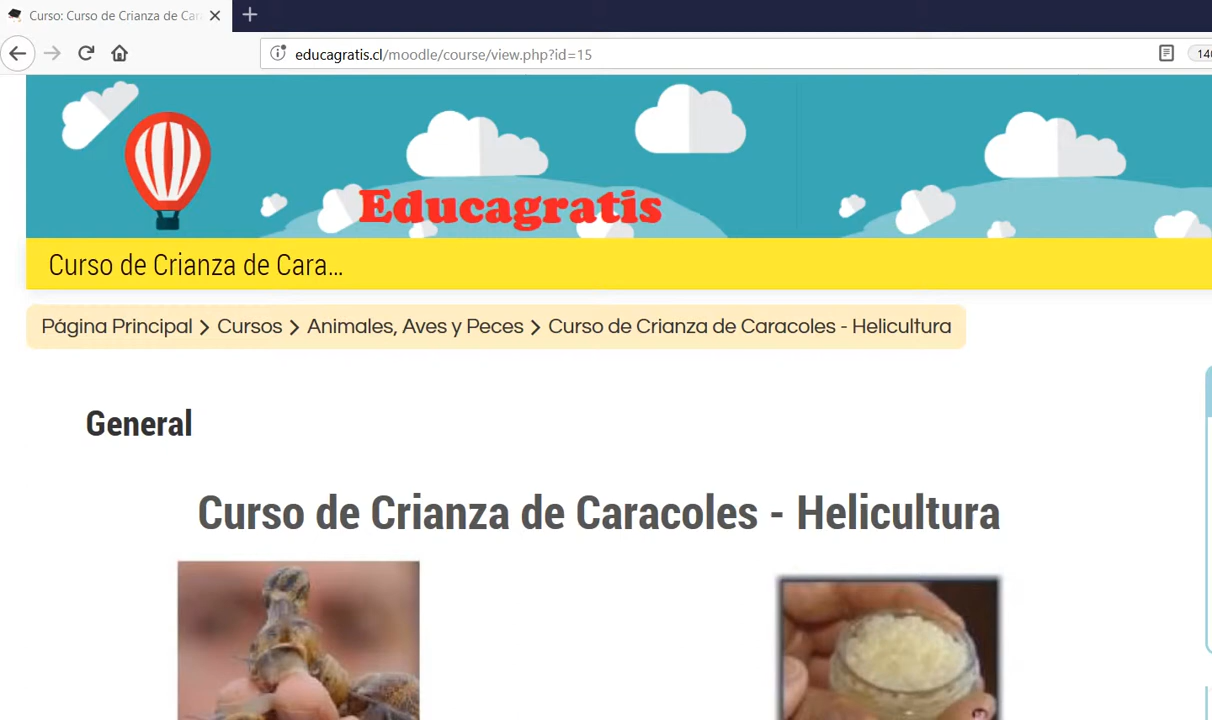 Curso: Curso de Crianza de Car
educagratis.cl/moodle/course/view.php?id=15
Educagratis
Curso de Crianza de Cara...
Página Principal > Cursos > Animales, Aves y Peces > Curso de Crianza de Caracoles - Helicultura
General
Curso de Crianza de Caracoles - Helicultura